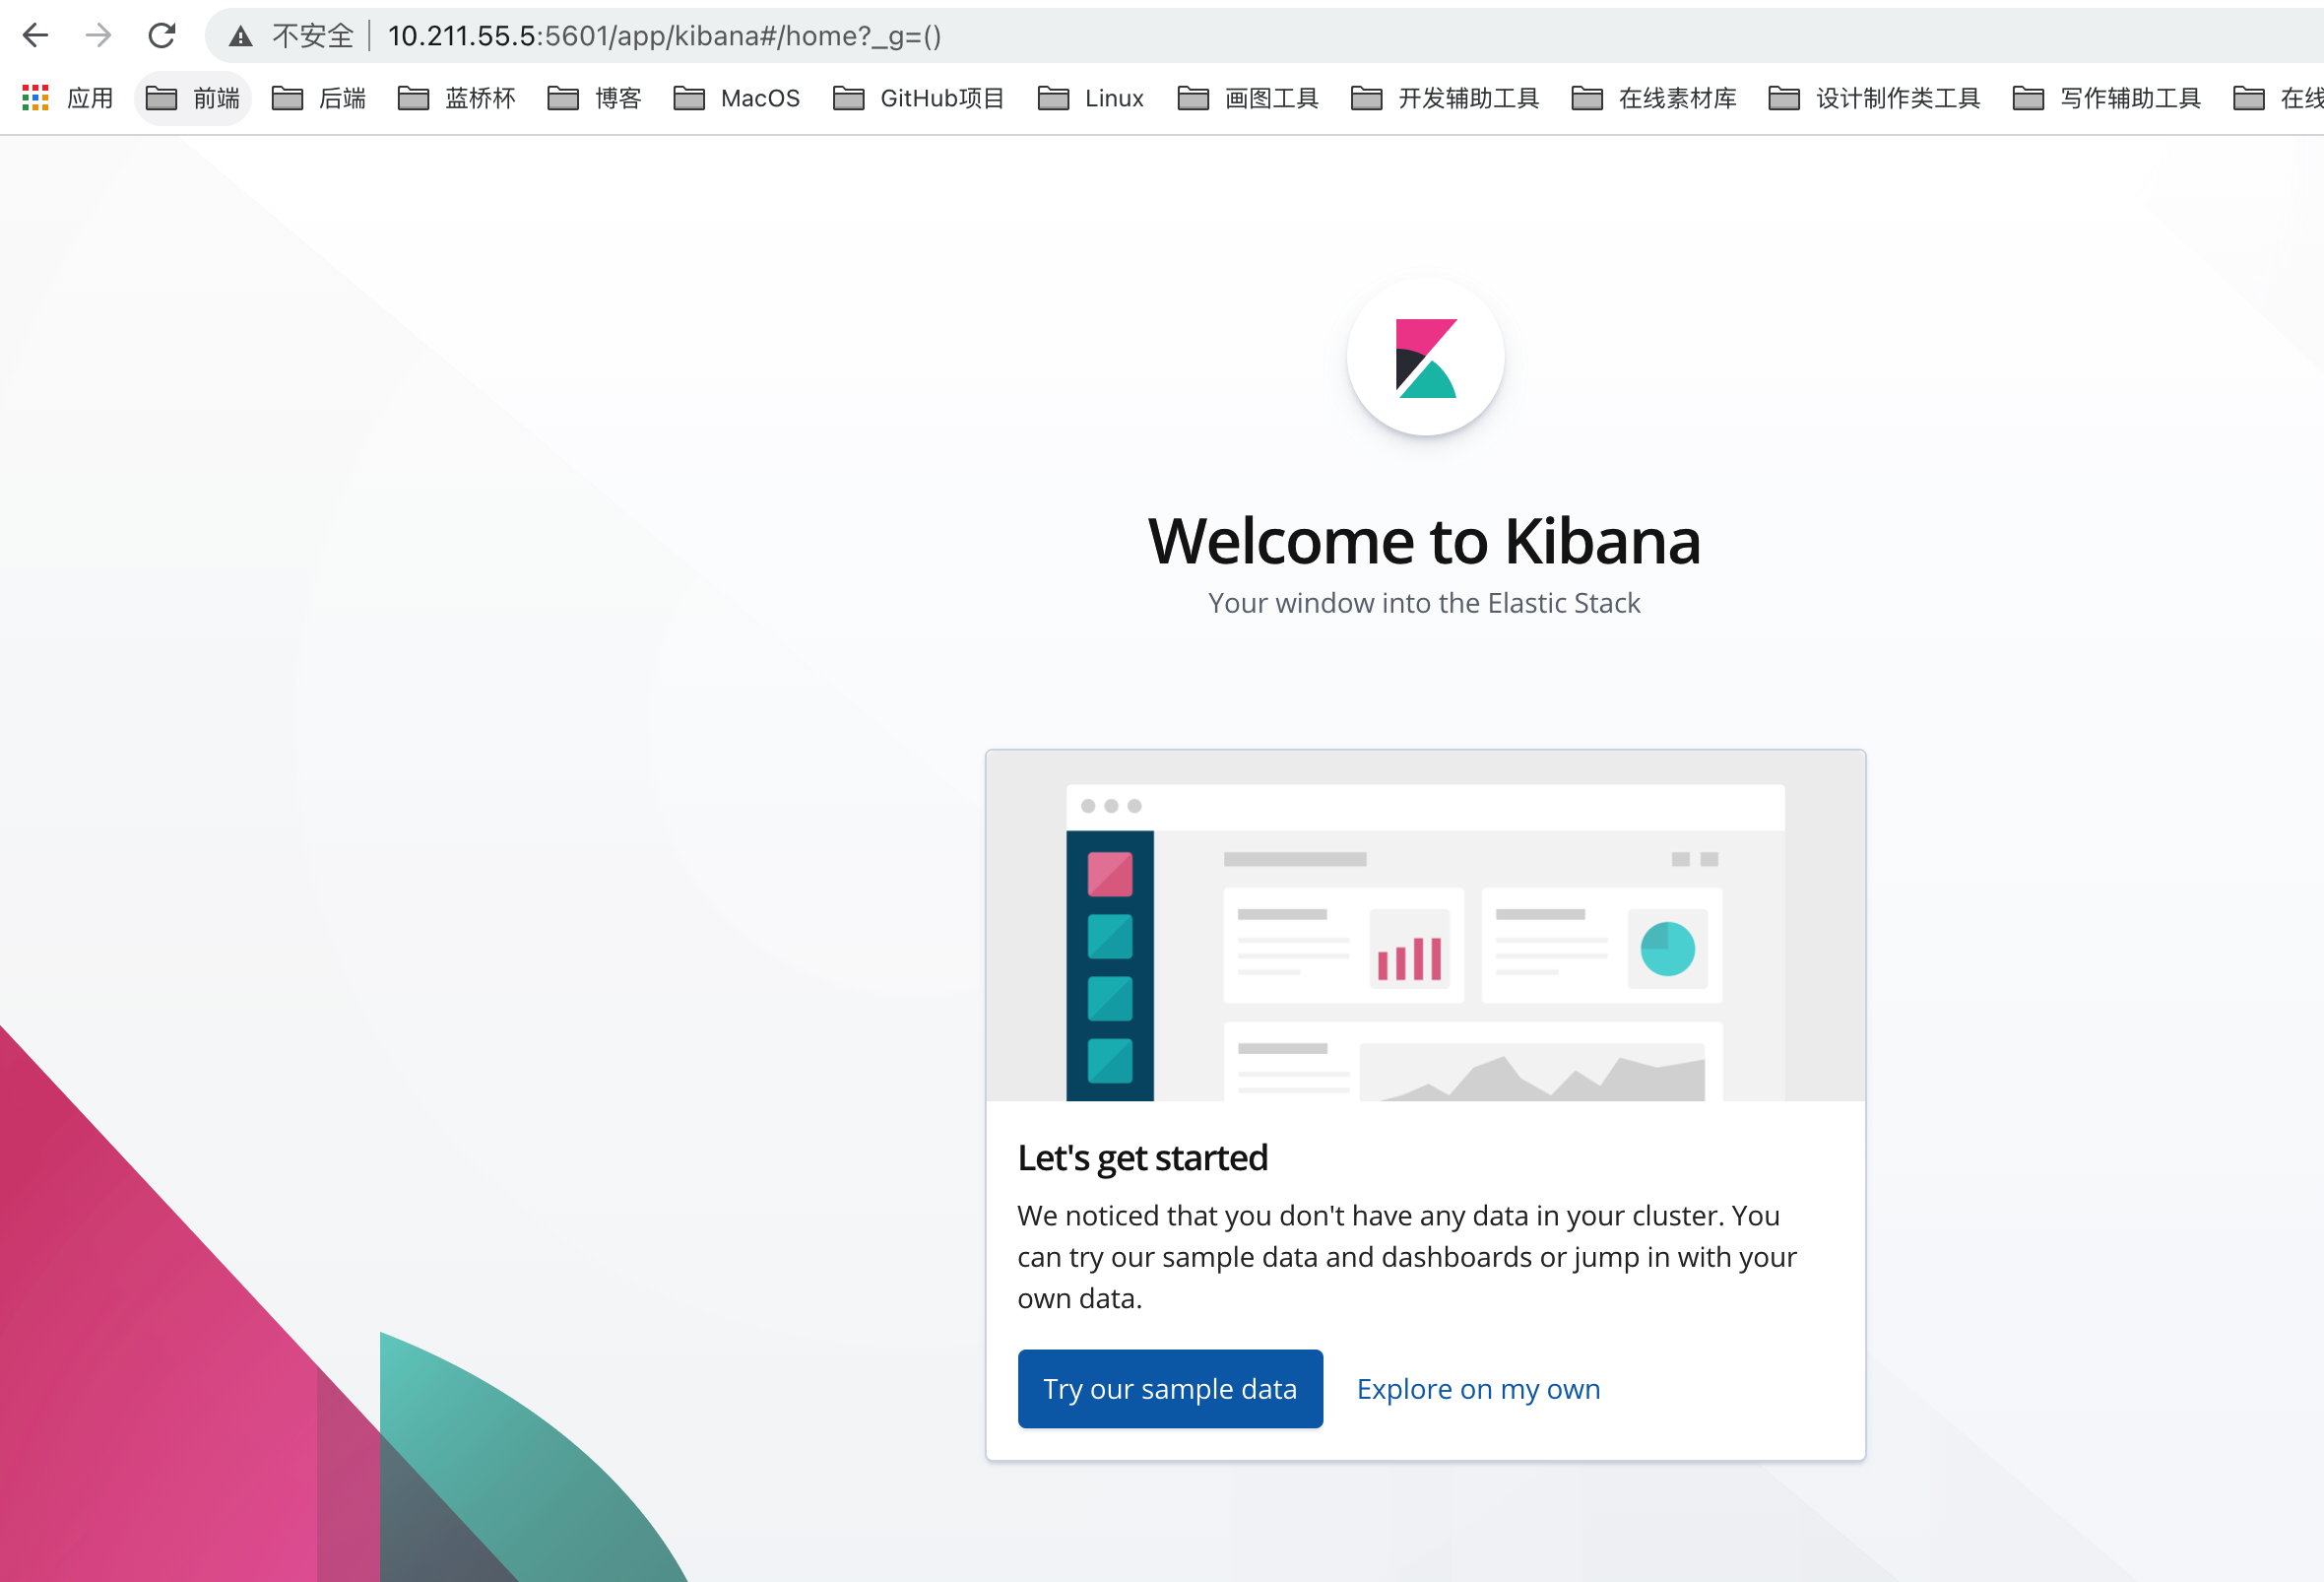 不安全 10.211.55.5:5601/app/kibana#/home?_g=()
应用 前端 后端 蓝桥杯 博客 MacOS GitHub项目 Linux 画图工具 开发辅助工具 在线素材库 设计制作类工具 写作辅助工具 在线
Welcome to Kibana
Your window into the Elastic Stack
Let's get started
We noticed that you don't have any data in your cluster. You
can try our sample data and dashboards or jump in with your
own data.
Try our sample data Explore on my own